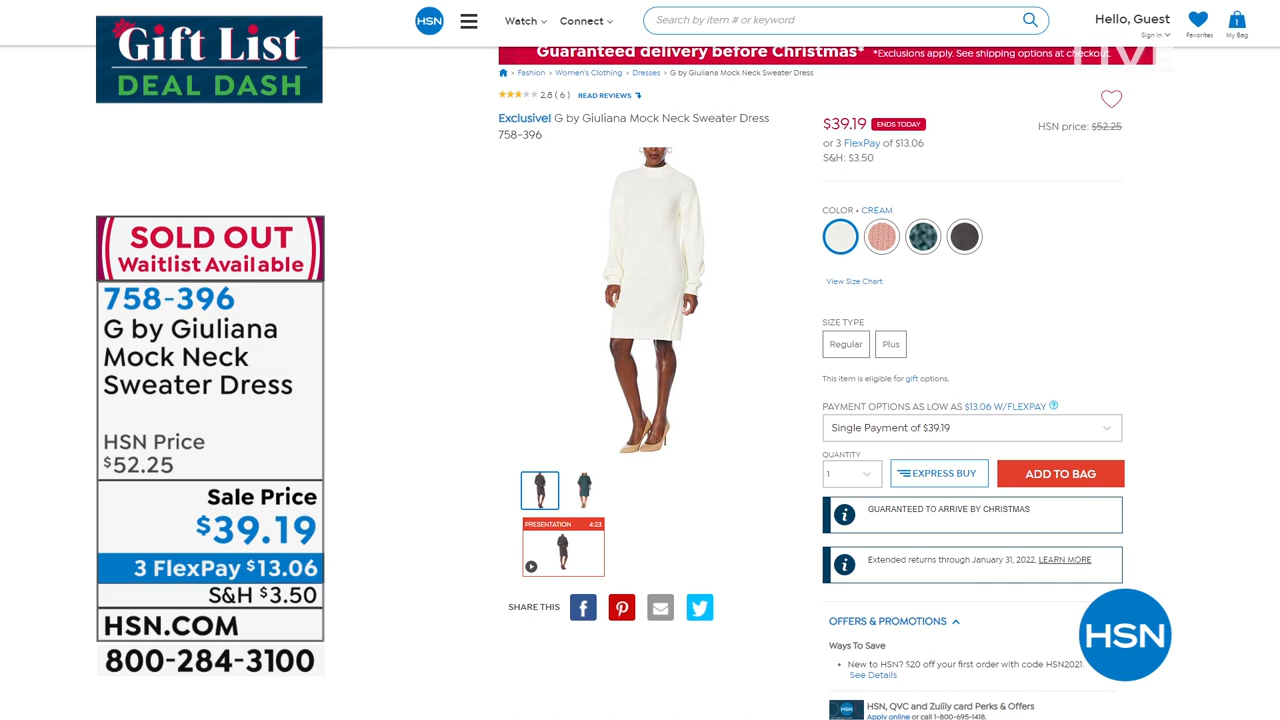 Gift List
DEAL DASH
SOLD OUT
Waitlist Available
758-396
G by Giuliana
Mock Neck
Sweater Dress
HSN Price
$52.25
Sale Price
$39.19
3 FlexPay $13.06
S&H $3.50
HSN.COM
800-284-3100
HSN
Watch
Connect
Search by item # or keyword
Hello, Guest
Sign in
Favorites
1
My Bag
Guaranteed delivery before Christmas* *Exclusions apply. See shipping options at checkout.
LIVE
> Fashion > Women's Clothing > Dresses > G by Giuliana Mock Neck Sweater Dress
2.8 ( 6 ) READ REVIEWS
Exclusive! G by Giuliana Mock Neck Sweater Dress
758-396
PRESENTATION 4:23
SHARE THIS
$39.19 ENDS TODAY
HSN price: $52.25
or 3 FlexPay of $13.06
S&H: $3.50
COLOR • CREAM
View Size Chart
SIZE TYPE
Regular Plus
This item is eligible for gift options.
PAYMENT OPTIONS AS LOW AS $13.06 W/FLEXPAY ?
Single Payment of $39.19
QUANTITY
1
EXPRESS BUY
ADD TO BAG
GUARANTEED TO ARRIVE BY CHRISTMAS
Extended returns through January 31, 2022. LEARN MORE
OFFERS & PROMOTIONS
Ways To Save
• New to HSN? $20 off your first order with code HSN2021.
See Details
HSN, QVC and Zulily card Perks & Offers
Apply online or call 1-800-695-1418.
HSN
HSN